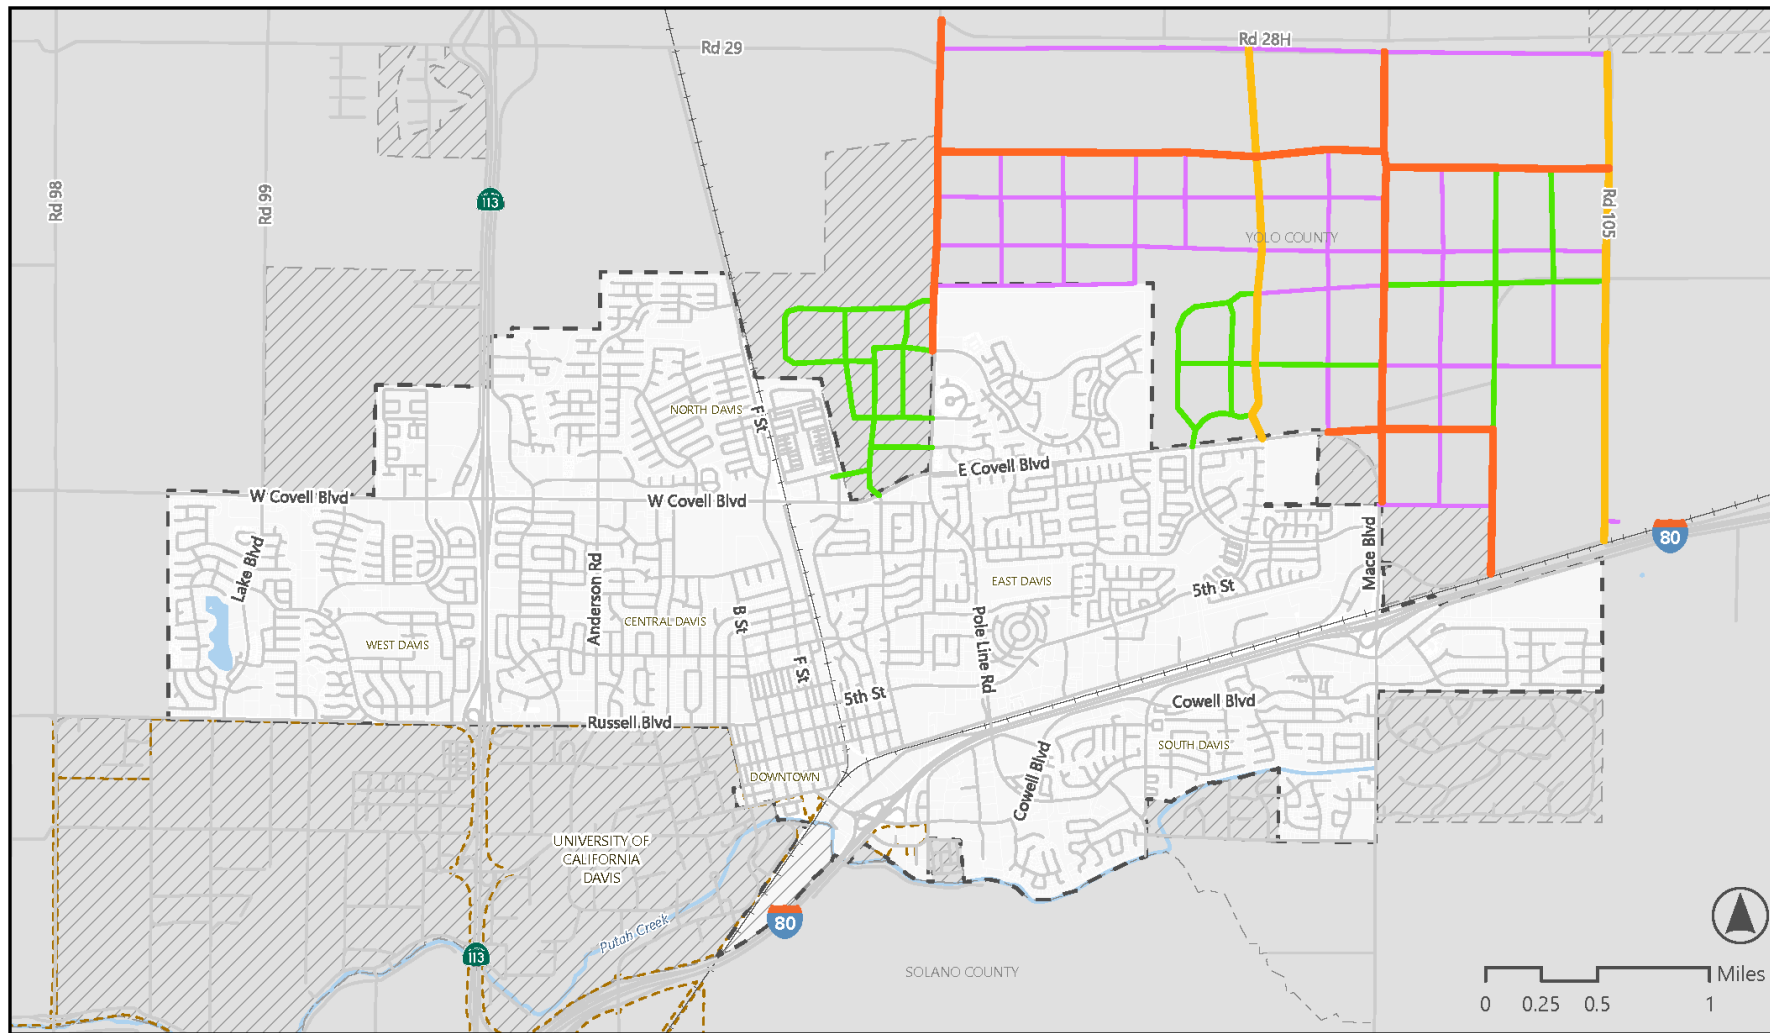 Rd 29
Rd 28H
Rd 98
Rd 99
113
Rd 105
YOLO COUNTY
NORTH DAVIS
F St
E Covell Blvd
W Covell Blvd
W Covell Blvd
80
Lake Blvd
Anderson Rd
Mace Blvd
EAST DAVIS
5th St
B St
CENTRAL DAVIS
WEST DAVIS
Pole Line Rd
F St
5th St
Cowell Blvd
Russell Blvd
SOUTH DAVIS
DOWNTOWN
Cowell Blvd
UNIVERSITY OF
CALIFORNIA
DAVIS
Putah Creek
80
113
SOLANO COUNTY
Miles
0 0.25 0.5 1